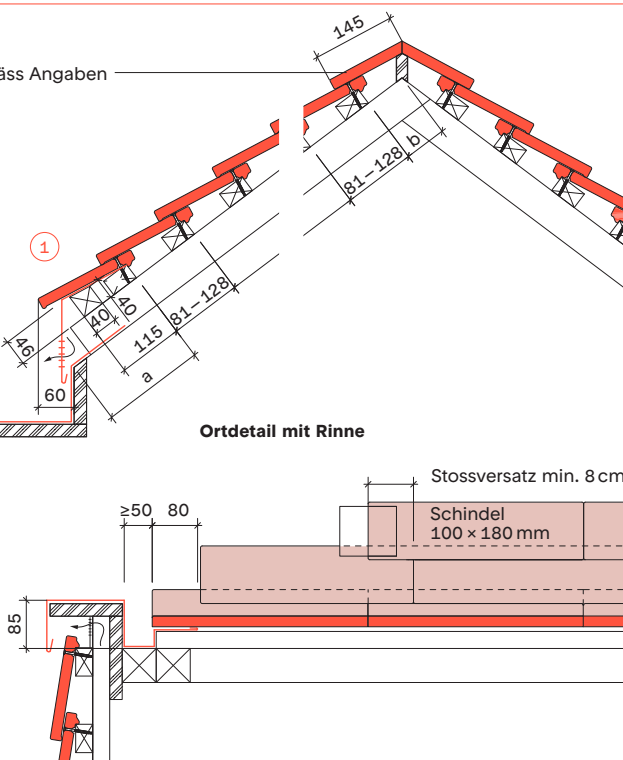 145
äss Angaben
b
81–128
1
40
40
81–128
46
115
a
60
Ortdetail mit Rinne
Stossversatz min. 8 cm
≥50 80
Schindel
100 × 180 mm
85